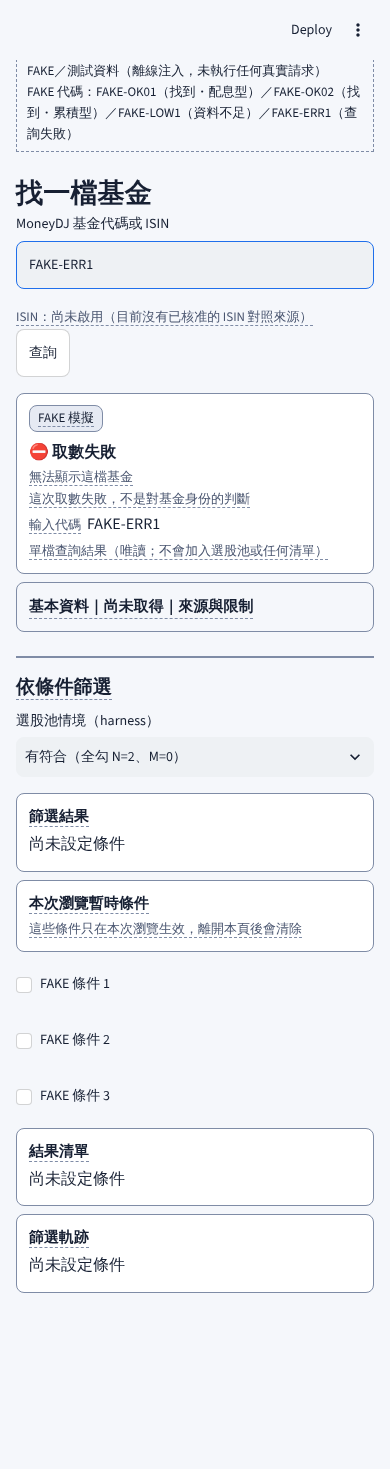 Deploy
FAKE／測試資料（離線注入，未執行任何真實請求）
FAKE 代碼：FAKE-OK01（找到・配息型）／FAKE-OK02（找
到・累積型）／FAKE-LOW1（資料不足）／FAKE-ERR1（查
詢失敗）
找一檔基金
MoneyDJ 基金代碼或 ISIN
FAKE-ERR1
ISIN：尚未啟用（目前沒有已核准的 ISIN 對照來源）
查詢
FAKE 模擬
⛔ 取數失敗
無法顯示這檔基金
這次取數失敗，不是對基金身份的判斷
輸入代碼 FAKE-ERR1
單檔查詢結果（唯讀；不會加入選股池或任何清單）
基本資料｜尚未取得｜來源與限制
依條件篩選
選股池情境（harness）
有符合（全勾 N=2、M=0）
篩選結果
尚未設定條件
本次瀏覽暫時條件
這些條件只在本次瀏覽生效，離開本頁後會清除
FAKE 條件 1
FAKE 條件 2
FAKE 條件 3
結果清單
尚未設定條件
篩選軌跡
尚未設定條件